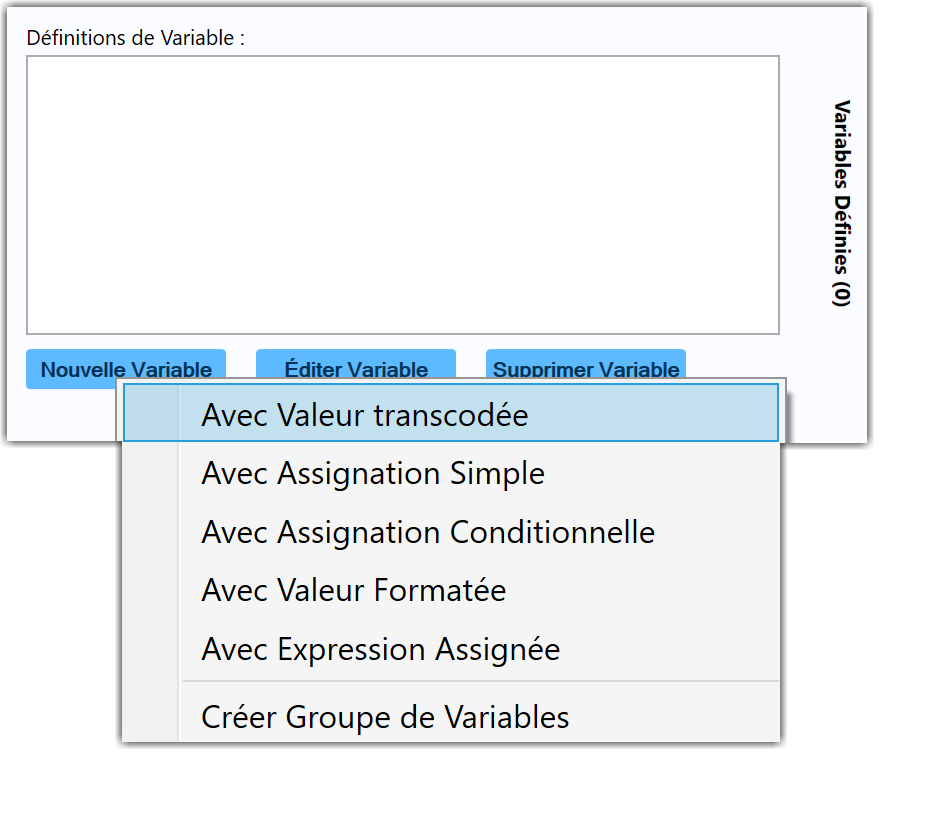 Définitions de Variable :
Variables Définies (0)
Nouvelle Variable
Éditer Variable
Supprimer Variable
Avec Valeur transcodée
Avec Assignation Simple
Avec Assignation Conditionnelle
Avec Valeur Formatée
Avec Expression Assignée
Créer Groupe de Variables